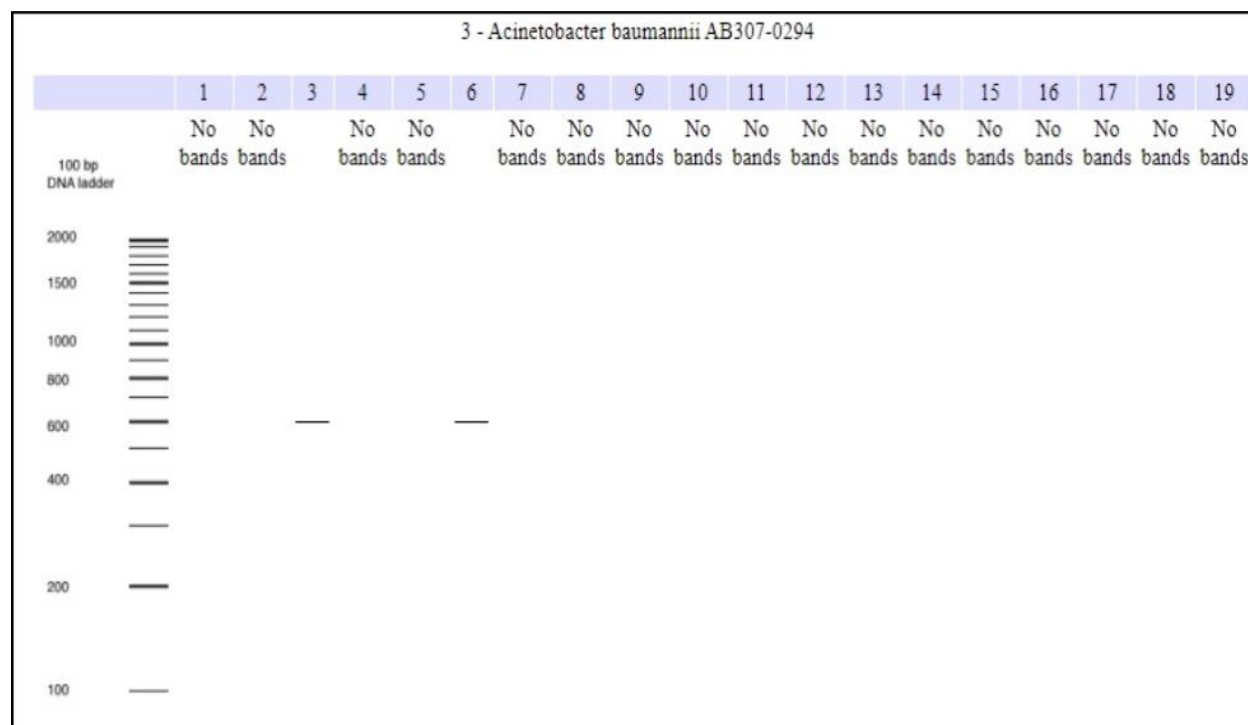 3 - Acinetobacter baumannii AB307-0294
1 2 3 4 5 6 7 8 9 10 11 12 13 14 15 16 17 18 19
No No No No No No No No No No No No No No No No No
bands bands bands bands bands bands bands bands bands bands bands bands bands bands bands bands bands
100 bp
DNA ladder
2000
1500
1000
800
600
400
200
100